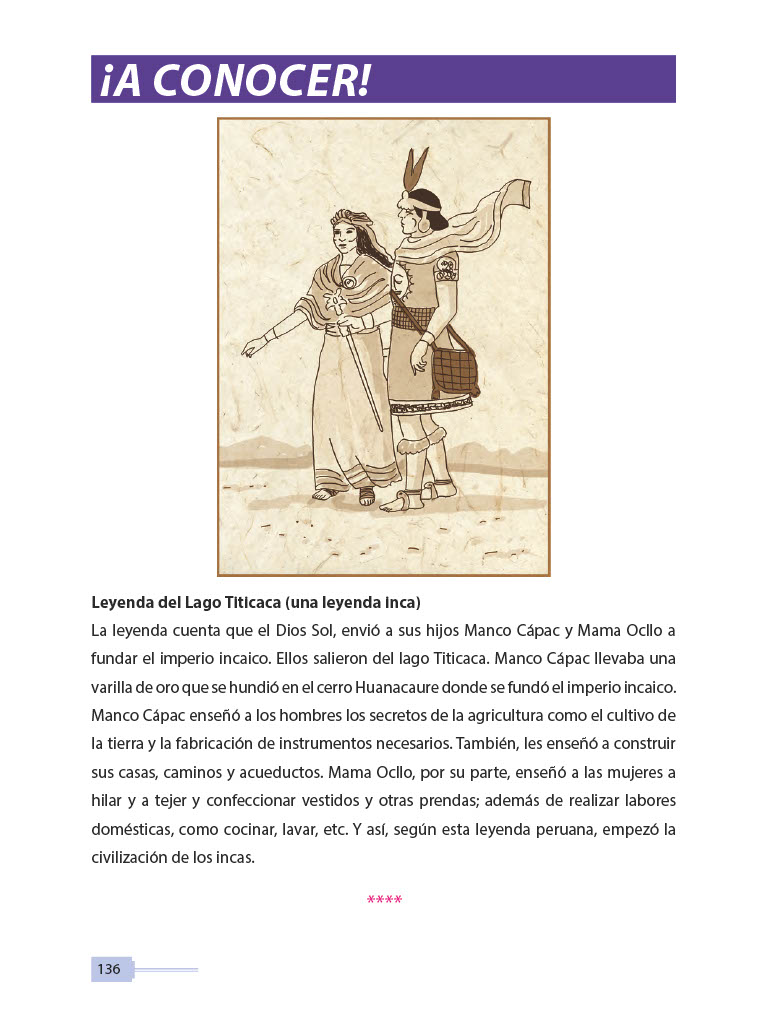 ¡A CONOCER!
Leyenda del Lago Titicaca (una leyenda inca)
La leyenda cuenta que el Dios Sol, envió a sus hijos Manco Cápac y Mama Ocllo a
fundar el imperio incaico. Ellos salieron del lago Titicaca. Manco Cápac llevaba una
varilla de oro que se hundió en el cerro Huanacaure donde se fundó el imperio incaico.
Manco Cápac enseñó a los hombres los secretos de la agricultura como el cultivo de
la tierra y la fabricación de instrumentos necesarios. También, les enseñó a construir
sus casas, caminos y acueductos. Mama Ocllo, por su parte, enseñó a las mujeres a
hilar y a tejer y confeccionar vestidos y otras prendas; además de realizar labores
domésticas, como cocinar, lavar, etc. Y así, según esta leyenda peruana, empezó la
civilización de los incas.
****
136